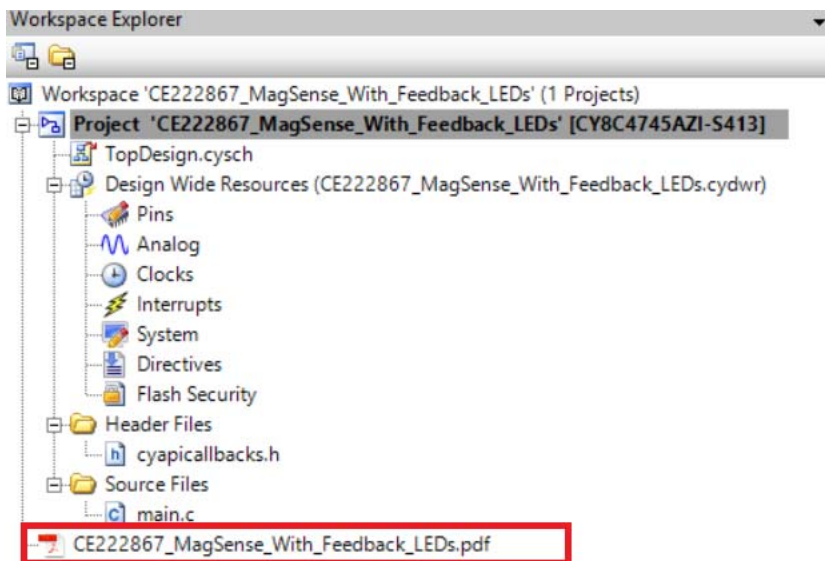 Workspace Explorer
Workspace 'CE222867_MagSense_With_Feedback_LEDs' (1 Projects)
Project 'CE222867_MagSense_With_Feedback_LEDs' [CY8C4745AZI-S413]
TopDesign.cysch
Design Wide Resources (CE222867_MagSense_With_Feedback_LEDs.cydwr)
Pins
Analog
Clocks
Interrupts
System
Directives
Flash Security
Header Files
h cyapicallbacks.h
Source Files
c main.c
CE222867_MagSense_With_Feedback_LEDs.pdf